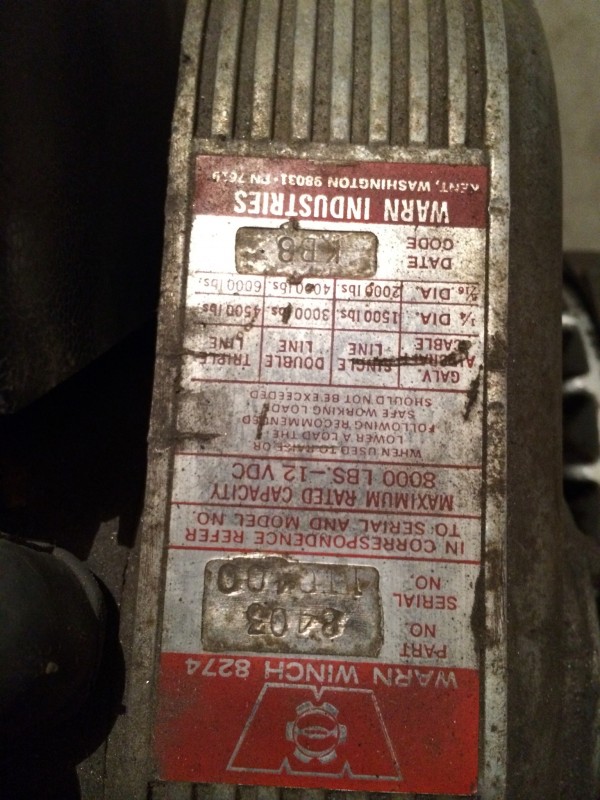 WARN WINCH 8274
PART
NO. 8403
SERIAL
NO.
IN CORRESPONDENCE REFER
TO SERIAL AND MODEL NO.
MAXIMUM RATED CAPACITY
8000 LBS.–12 VDC
WHEN USED TO RAISE OR
LOWER A LOAD THE
FOLLOWING RECOMMENDED
SAFE WORKING LOADS
SHOULD NOT BE EXCEEDED
GALV.
AIRCRAFT SINGLE DOUBLE TRIPLE
CABLE LINE LINE LINE
¼ DIA. 1500 lbs. 3000 lbs. 4500 lbs.
5/16 DIA. 2000 lbs. 4000 lbs. 6000 lbs.
DATE
CODE KB8
WARN INDUSTRIES
KENT, WASHINGTON 98031·PN